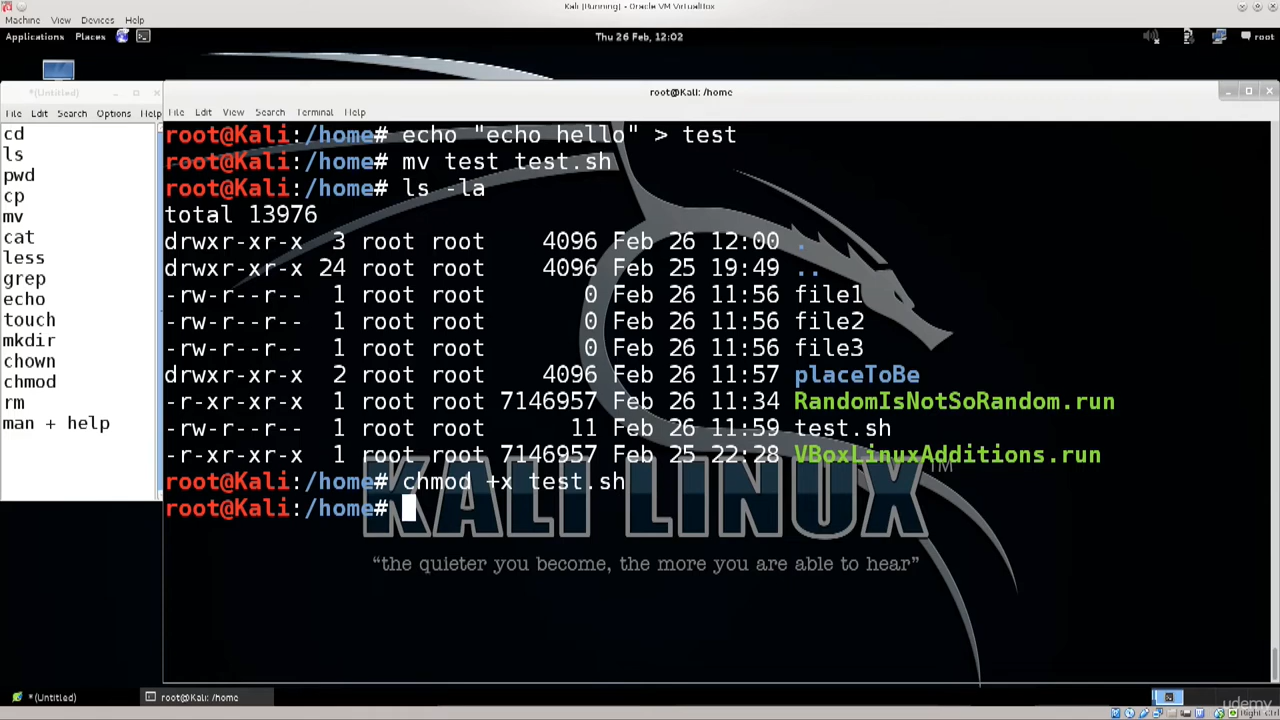 Kali [Running] - Oracle VM VirtualBox
Machine View Devices Help
Applications Places Thu 26 Feb, 12:02 root
*(Untitled)
File Edit Search Options Help
cd
ls
pwd
cp
mv
cat
less
grep
echo
touch
mkdir
chown
chmod
rm
man + help
root@Kali: /home
File Edit View Search Terminal Help
root@Kali:/home# echo "echo hello" > test
root@Kali:/home# mv test test.sh
root@Kali:/home# ls -la
total 13976
drwxr-xr-x 3 root root 4096 Feb 26 12:00 .
drwxr-xr-x 24 root root 4096 Feb 25 19:49 ..
-rw-r--r-- 1 root root 0 Feb 26 11:56 file1
-rw-r--r-- 1 root root 0 Feb 26 11:56 file2
-rw-r--r-- 1 root root 0 Feb 26 11:56 file3
drwxr-xr-x 2 root root 4096 Feb 26 11:57 placeToBe
-r-xr-xr-x 1 root root 7146957 Feb 26 11:34 RandomIsNotSoRandom.run
-rw-r--r-- 1 root root 11 Feb 26 11:59 test.sh
-r-xr-xr-x 1 root root 7146957 Feb 25 22:28 VBoxLinuxAdditions.run
root@Kali:/home# chmod +x test.sh
root@Kali:/home#
KALI LINUX™
“the quieter you become, the more you are able to hear”
*(Untitled) root@Kali: /home
udemy
Right Ctrl